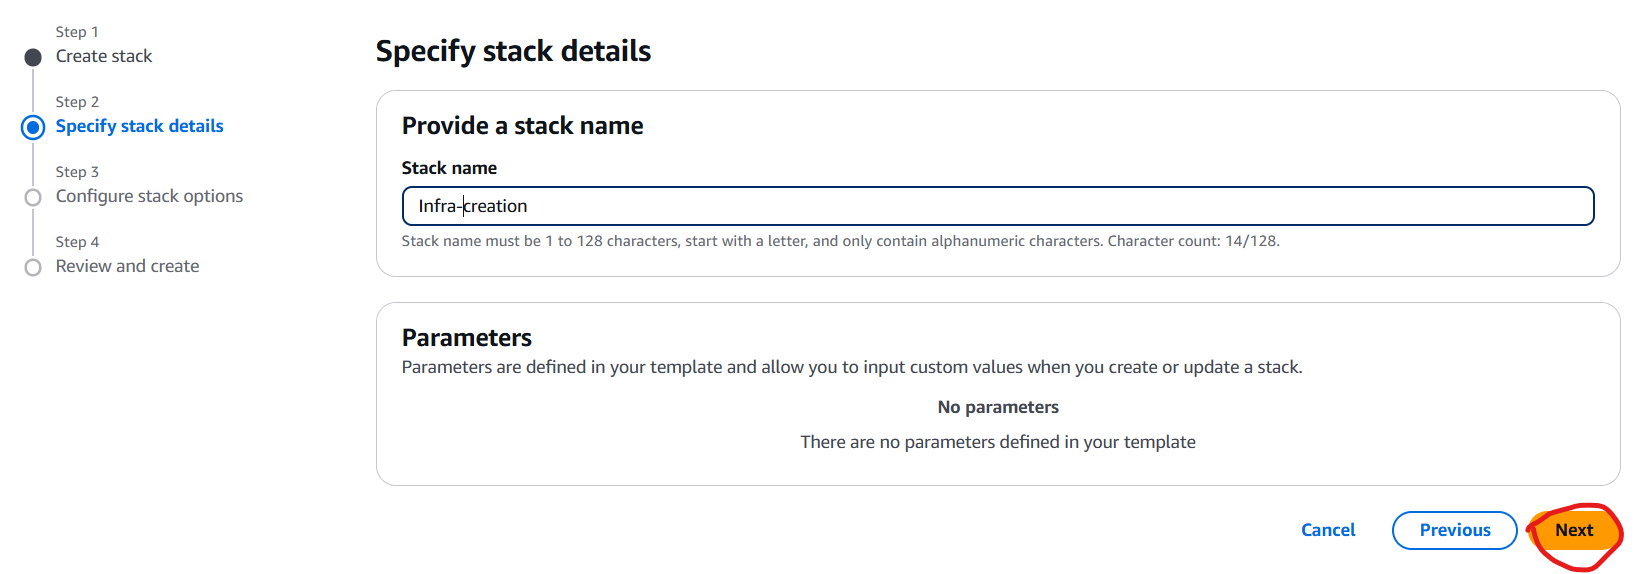 Step 1
Create stack
Step 2
Specify stack details
Step 3
Configure stack options
Step 4
Review and create
Specify stack details
Provide a stack name
Stack name
Infra-creation
Stack name must be 1 to 128 characters, start with a letter, and only contain alphanumeric characters. Character count: 14/128.
Parameters
Parameters are defined in your template and allow you to input custom values when you create or update a stack.
No parameters
There are no parameters defined in your template
Cancel
Previous
Next